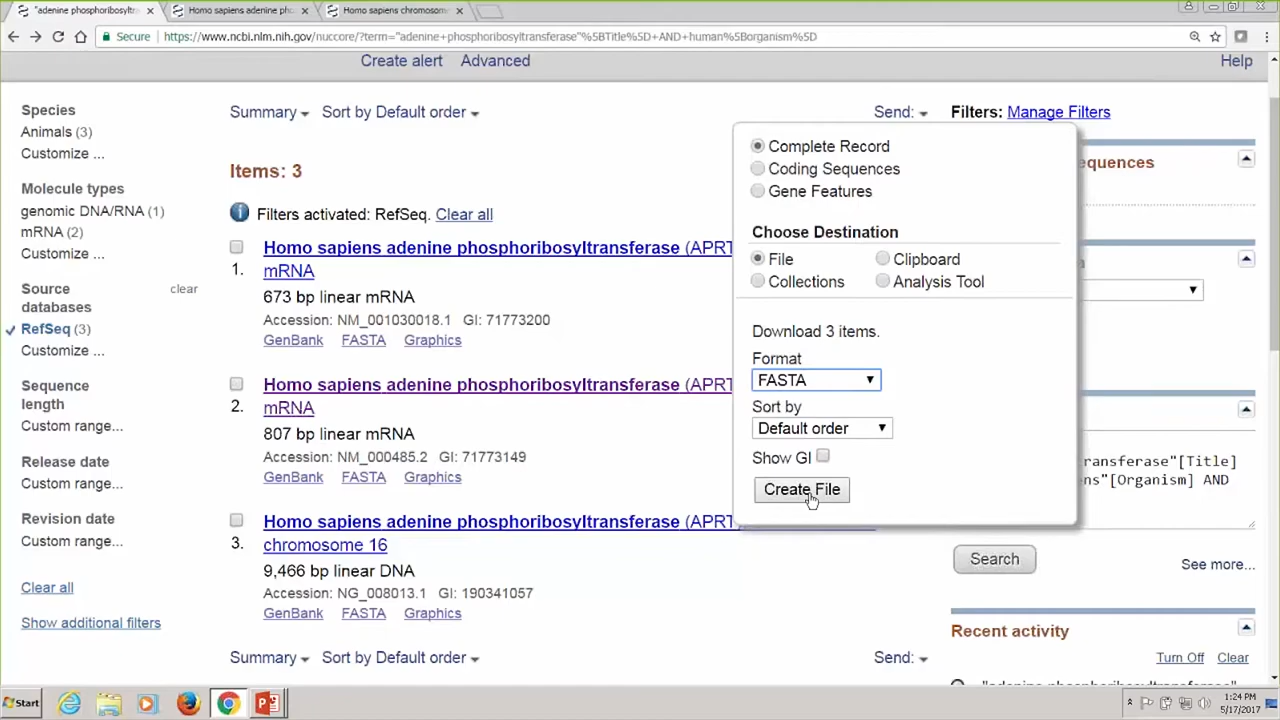 "adenine phosphoribosyltr
Homo sapiens adenine pho
Homo sapiens chromosome
Secure
https://www.ncbi.nlm.nih.gov/nuccore/?term="adenine+phosphoribosyltransferase"%5BTitle%5D+AND+human%5Borganism%5D
Create alert Advanced Help
Species
Animals (3)
Customize ...
Molecule types
genomic DNA/RNA (1)
mRNA (2)
Customize ...
Source databases
clear
RefSeq (3)
Customize ...
Sequence length
Custom range...
Release date
Custom range...
Revision date
Custom range...
Clear all
Show additional filters
Summary Sort by Default order Send:
Items: 3
Filters activated: RefSeq. Clear all
Homo sapiens adenine phosphoribosyltransferase (APRT
1. mRNA
673 bp linear mRNA
Accession: NM_001030018.1 GI: 71773200
GenBank FASTA Graphics
Homo sapiens adenine phosphoribosyltransferase (APRT
2. mRNA
807 bp linear mRNA
Accession: NM_000485.2 GI: 71773149
GenBank FASTA Graphics
Homo sapiens adenine phosphoribosyltransferase (APRT
3. chromosome 16
9,466 bp linear DNA
Accession: NG_008013.1 GI: 190341057
GenBank FASTA Graphics
Summary Sort by Default order Send:
Complete Record
Coding Sequences
Gene Features
Choose Destination
File Clipboard
Collections Analysis Tool
Download 3 items.
Format
FASTA
Sort by
Default order
Show GI
Create File
Filters: Manage Filters
equences
ransferase"[Title]
ns"[Organism] AND
Search
See more...
Recent activity
Turn Off Clear
"adenine phosphoribosyltransferase"
Start
1:24 PM
5/17/2017